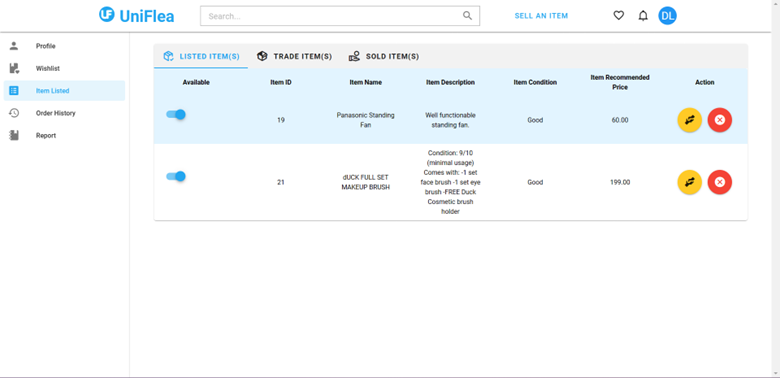 UniFlea
Search...
SELL AN ITEM
DL
Profile
Wishlist
Item Listed
Order History
Report
LISTED ITEM(S)
TRADE ITEM(S)
SOLD ITEM(S)
Available
Item ID
Item Name
Item Description
Item Condition
Item Recommended
Price
Action
19
Panasonic Standing
Fan
Well functionable
standing fan.
Good
60.00
21
dUCK FULL SET
MAKEUP BRUSH
Condition: 9/10
(minimal usage)
Comes with: -1 set
face brush -1 set eye
brush -FREE Duck
Cosmetic brush
holder
Good
199.00